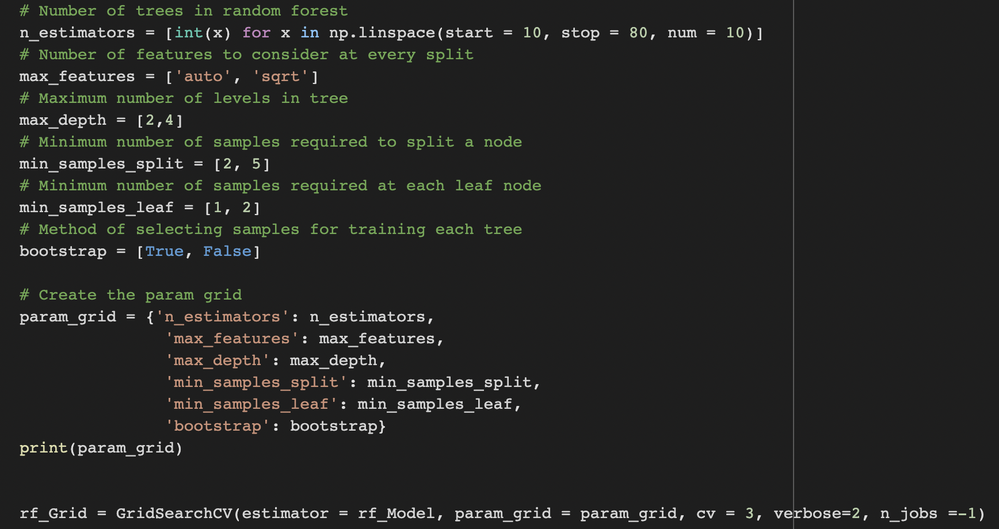 # Number of trees in random forest
n_estimators = [int(x) for x in np.linspace(start = 10, stop = 80, num = 10)]
# Number of features to consider at every split
max_features = ['auto', 'sqrt']
# Maximum number of levels in tree
max_depth = [2,4]
# Minimum number of samples required to split a node
min_samples_split = [2, 5]
# Minimum number of samples required at each leaf node
min_samples_leaf = [1, 2]
# Method of selecting samples for training each tree
bootstrap = [True, False]

# Create the param grid
param_grid = {'n_estimators': n_estimators,
               'max_features': max_features,
               'max_depth': max_depth,
               'min_samples_split': min_samples_split,
               'min_samples_leaf': min_samples_leaf,
               'bootstrap': bootstrap}
print(param_grid)


rf_Grid = GridSearchCV(estimator = rf_Model, param_grid = param_grid, cv = 3, verbose=2, n_jobs =-1)